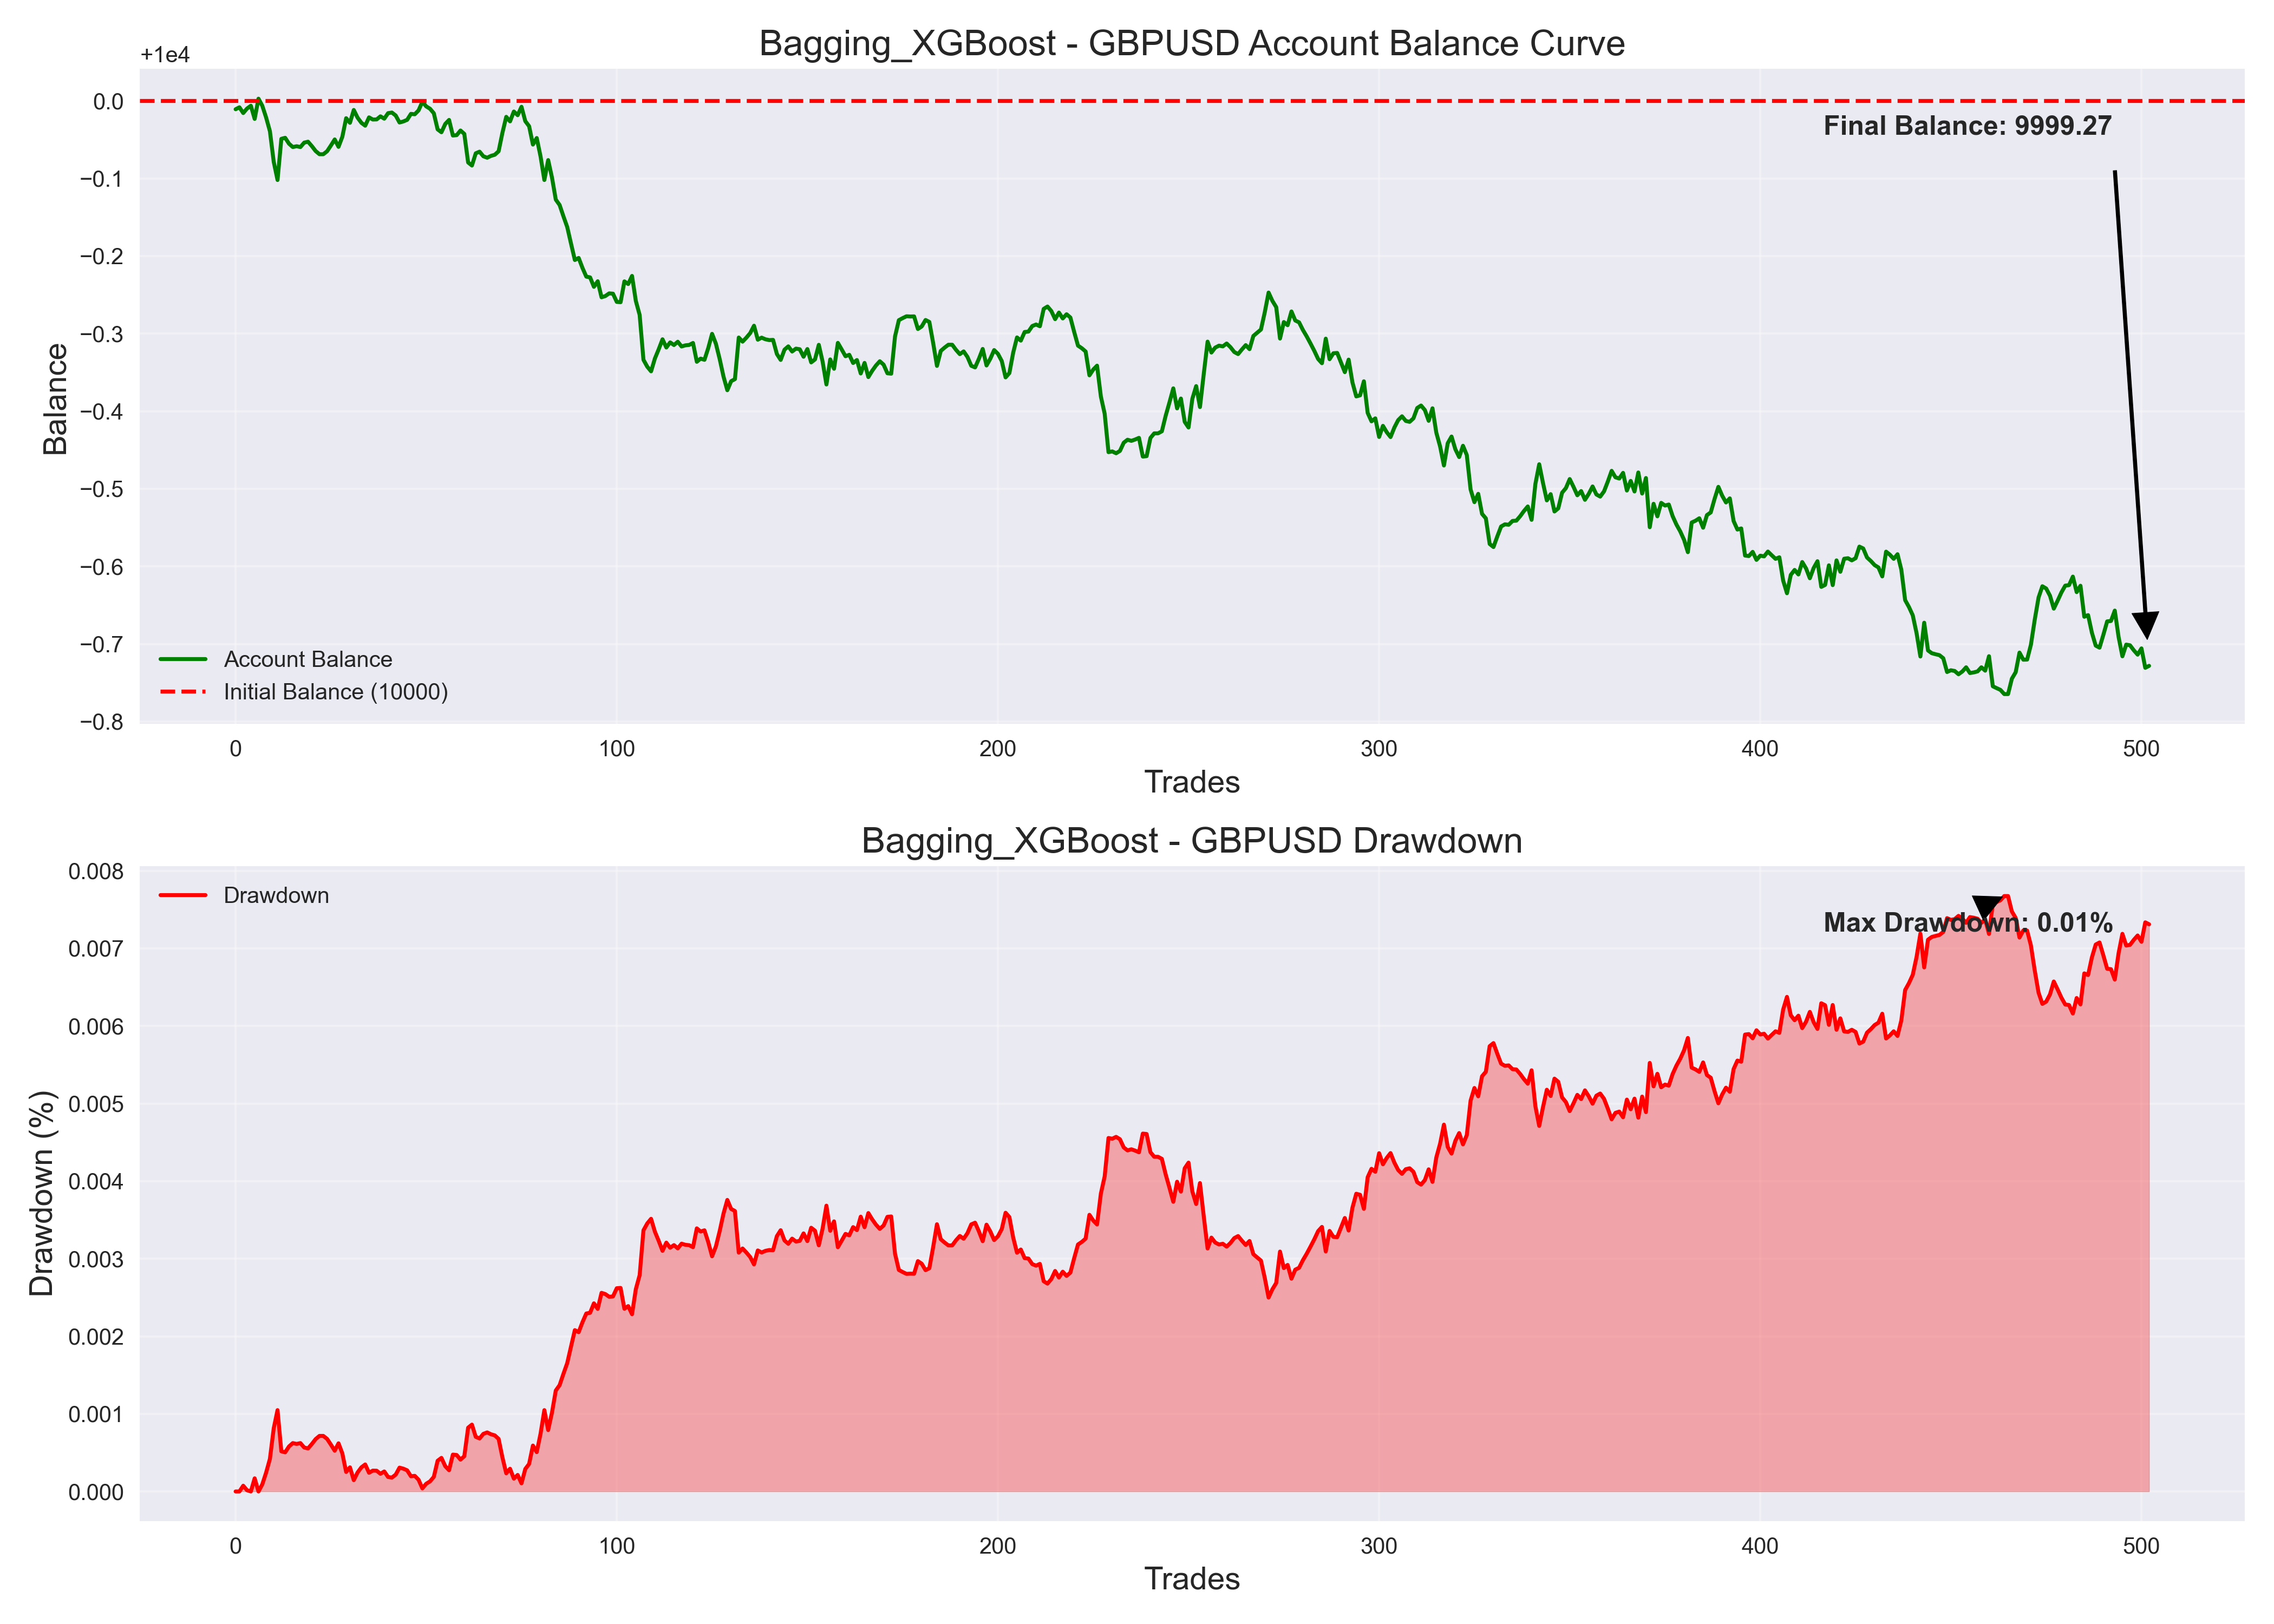 Bagging_XGBoost - GBPUSD Account Balance Curve
+1e4
0.0
−0.1
−0.2
−0.3
−0.4
−0.5
−0.6
−0.7
−0.8
Balance
Final Balance: 9999.27
Account Balance
Initial Balance (10000)
0 100 200 300 400 500
Trades
Bagging_XGBoost - GBPUSD Drawdown
0.008
0.007
0.006
0.005
0.004
0.003
0.002
0.001
0.000
Drawdown (%)
Drawdown
Max Drawdown: 0.01%
0 100 200 300 400 500
Trades